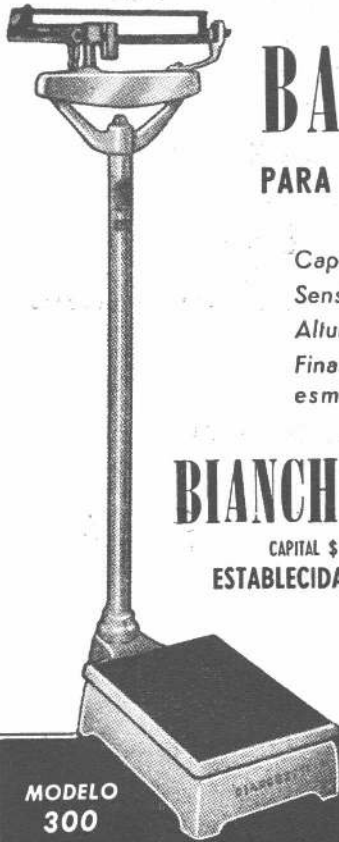 BA
PARA
Cap
Sens
Altu
Fina
esm
BIANCH
CAPITAL $
ESTABLECIDA
MODELO
300